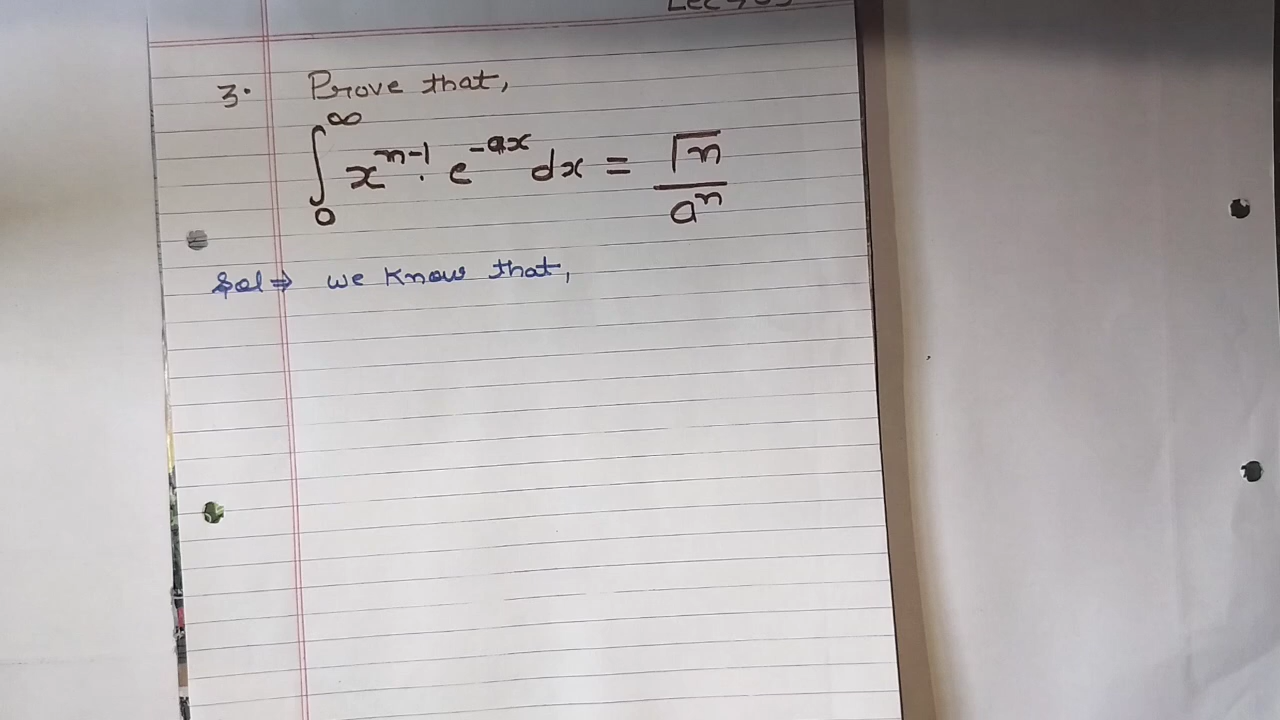 3. Prove that,
∫₀^∞ x^{n-1} . e^{-ax} dx = Γn / a^n
Sol ⇒ we know that,